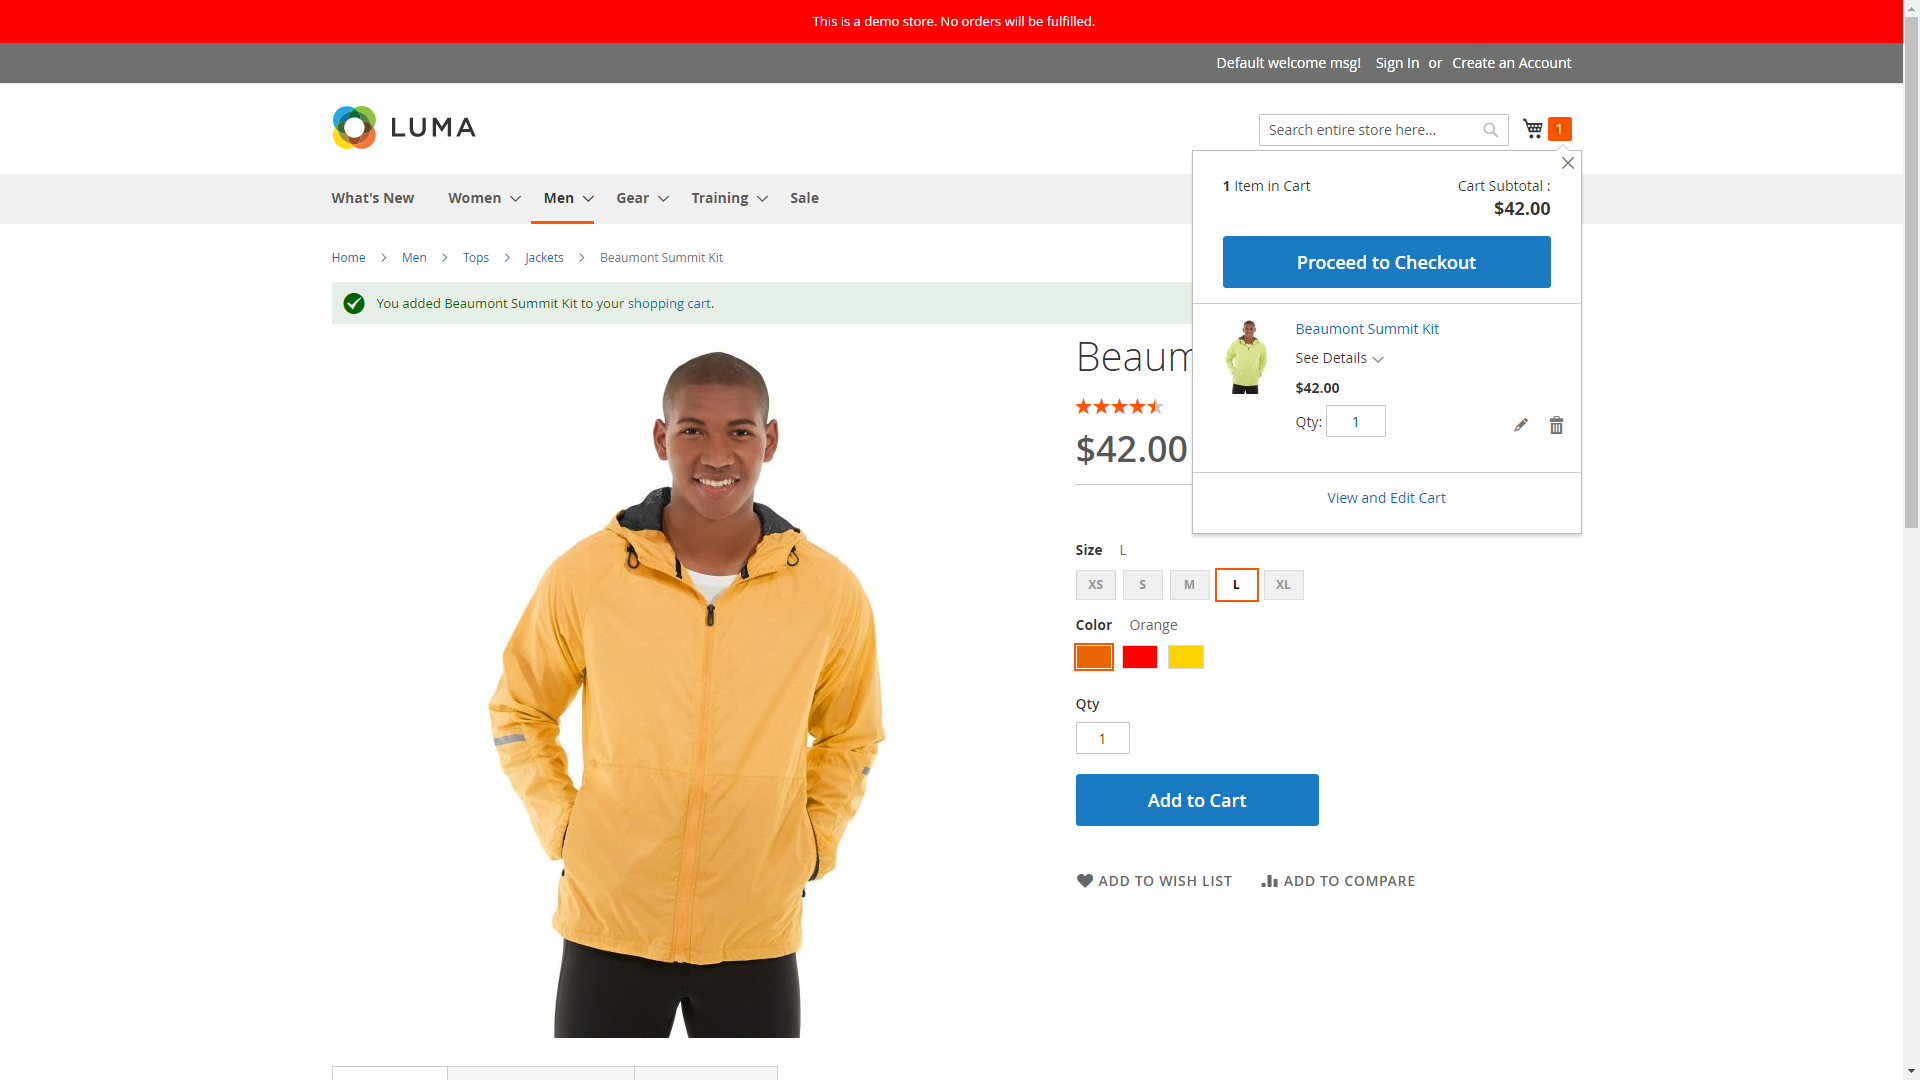 This is a demo store. No orders will be fulfilled.
Default welcome msg! Sign In or Create an Account
LUMA
Search entire store here...
1
What's New Women Men Gear Training Sale
1 Item in Cart
Cart Subtotal :
$42.00
Proceed to Checkout
Beaumont Summit Kit
See Details
$42.00
Qty: 1
View and Edit Cart
Home Men Tops Jackets Beaumont Summit Kit
You added Beaumont Summit Kit to your shopping cart.
$42.00
Size L
XS S M L XL
Color Orange
Qty
1
Add to Cart
ADD TO WISH LIST ADD TO COMPARE